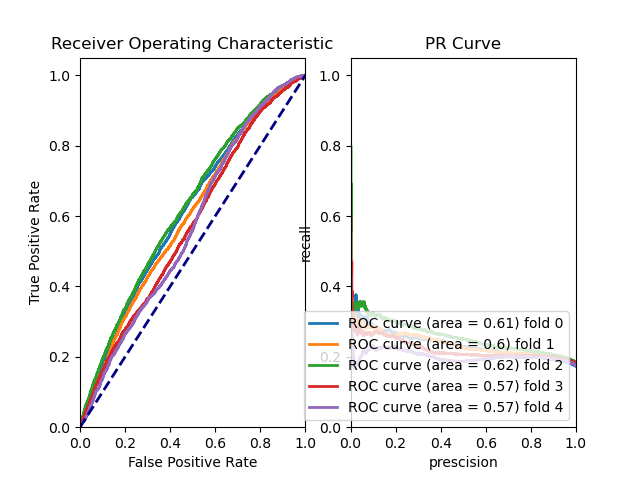 Receiver Operating Characteristic
True Positive Rate
1.0
0.8
0.6
0.4
0.2
0.0
0.0 0.2 0.4 0.6 0.8 1.0
False Positive Rate
PR Curve
recall
1.0
0.8
0.6
0.4
0.2
0.0
ROC curve (area = 0.61) fold 0
ROC curve (area = 0.6) fold 1
ROC curve (area = 0.62) fold 2
ROC curve (area = 0.57) fold 3
ROC curve (area = 0.57) fold 4
0.0 0.2 0.4 0.6 0.8 1.0
prescision